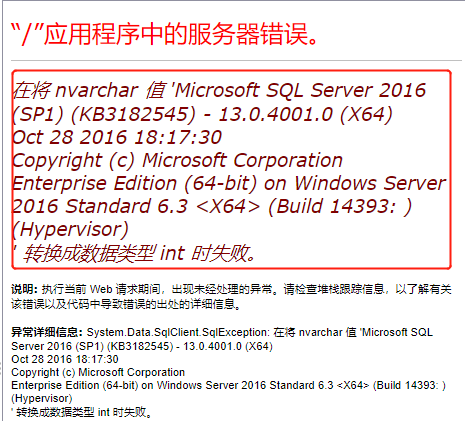 “/”应用程序中的服务器错误。
在将 nvarchar 值 'Microsoft SQL Server 2016
(SP1) (KB3182545) - 13.0.4001.0 (X64)
Oct 28 2016 18:17:30
Copyright (c) Microsoft Corporation
Enterprise Edition (64-bit) on Windows Server
2016 Standard 6.3 <X64> (Build 14393: )
(Hypervisor)
' 转换成数据类型 int 时失败。
说明: 执行当前 Web 请求期间，出现未经处理的异常。请检查堆栈跟踪信息，以了解有关
该错误以及代码中导致错误的出处的详细信息。
异常详细信息: System.Data.SqlClient.SqlException: 在将 nvarchar 值 'Microsoft SQL
Server 2016 (SP1) (KB3182545) - 13.0.4001.0 (X64)
Oct 28 2016 18:17:30
Copyright (c) Microsoft Corporation
Enterprise Edition (64-bit) on Windows Server 2016 Standard 6.3 <X64> (Build 14393: )
(Hypervisor)
' 转换成数据类型 int 时失败。